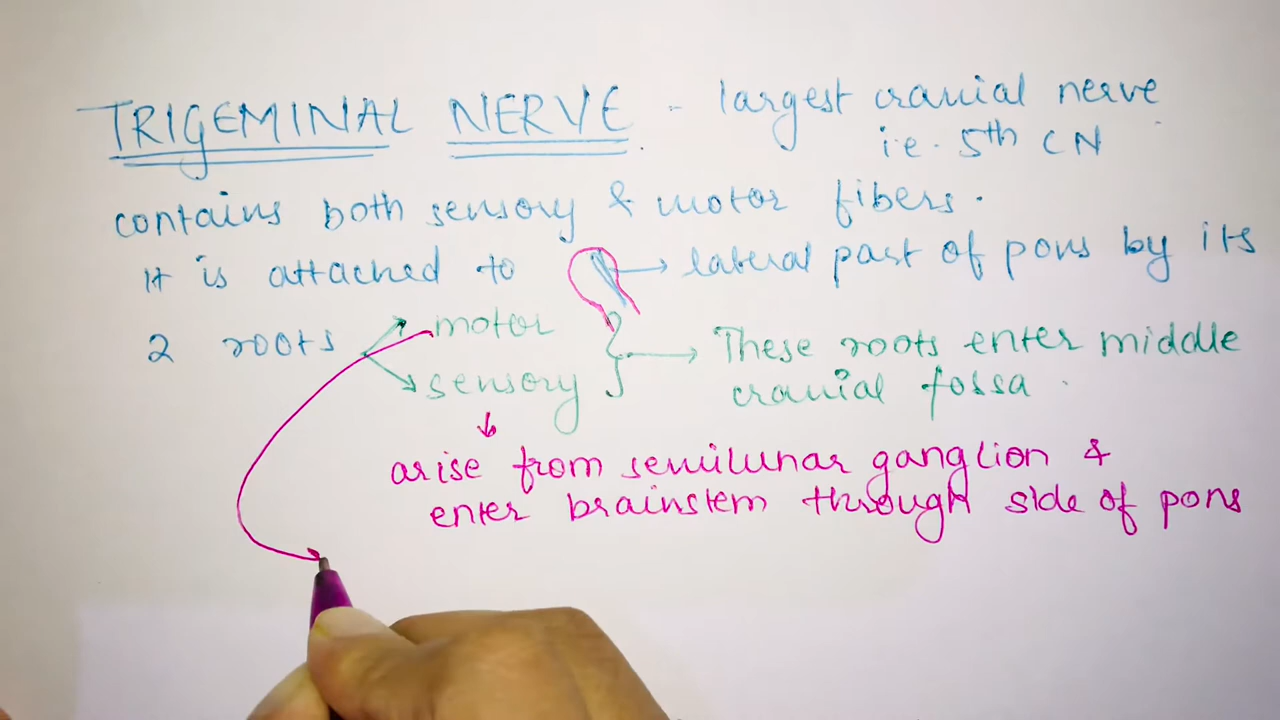 TRIGEMINAL NERVE - largest cranial nerve
i.e. 5th CN
contains both sensory & motor fibers.
It is attached to → lateral part of pons by its
2 roots motor
sensory
These roots enter middle
cranial fossa.
↓
arise from semilunar ganglion &
enter brainstem through side of pons